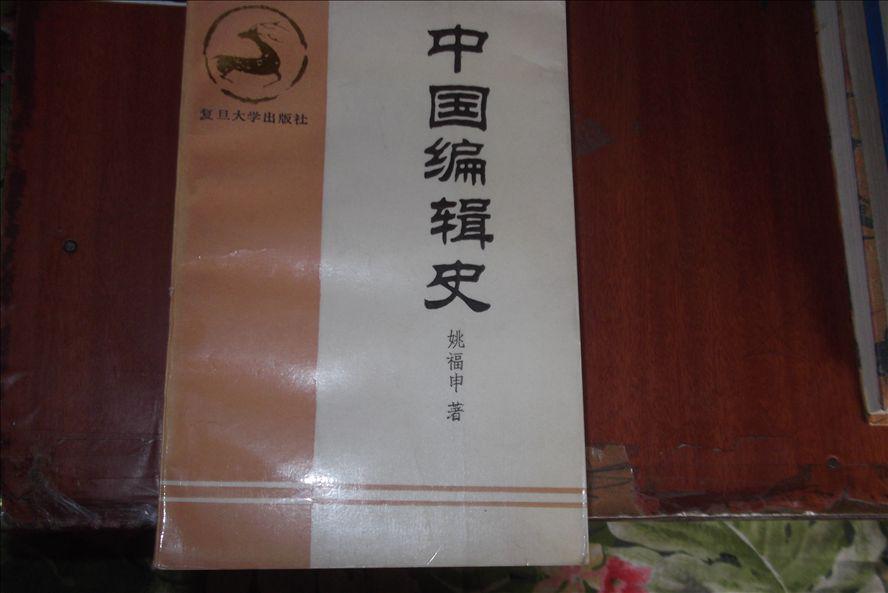 复旦大学出版社
中国编辑史
姚福申 著